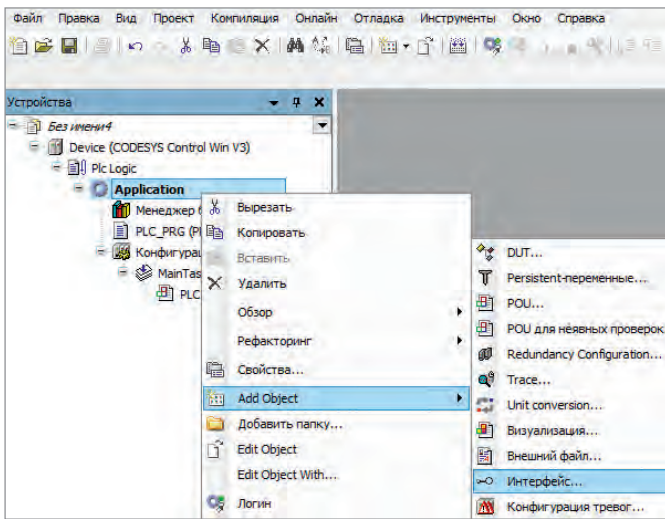 Файл Правка Вид Проект Компиляция Онлайн Отладка Инструменты Окно Справка
Устройства
Без имени4
Device (CODESYS Control Win V3)
Plc Logic
Application
Менеджер
PLC_PRG
MainTas
PLC
Вырезать
Копировать
Вставить
Удалить
Обзор
Рефакторинг
Свойства...
Add Object
Добавить папку...
Edit Object
Edit Object With...
Логин
DUT...
Persistent-переменные...
POU...
POU для неявных проверок
Redundancy Configuration...
Trace...
Unit conversion...
Визуализация...
Внешний файл...
Интерфейс...
Конфигурация тревог...